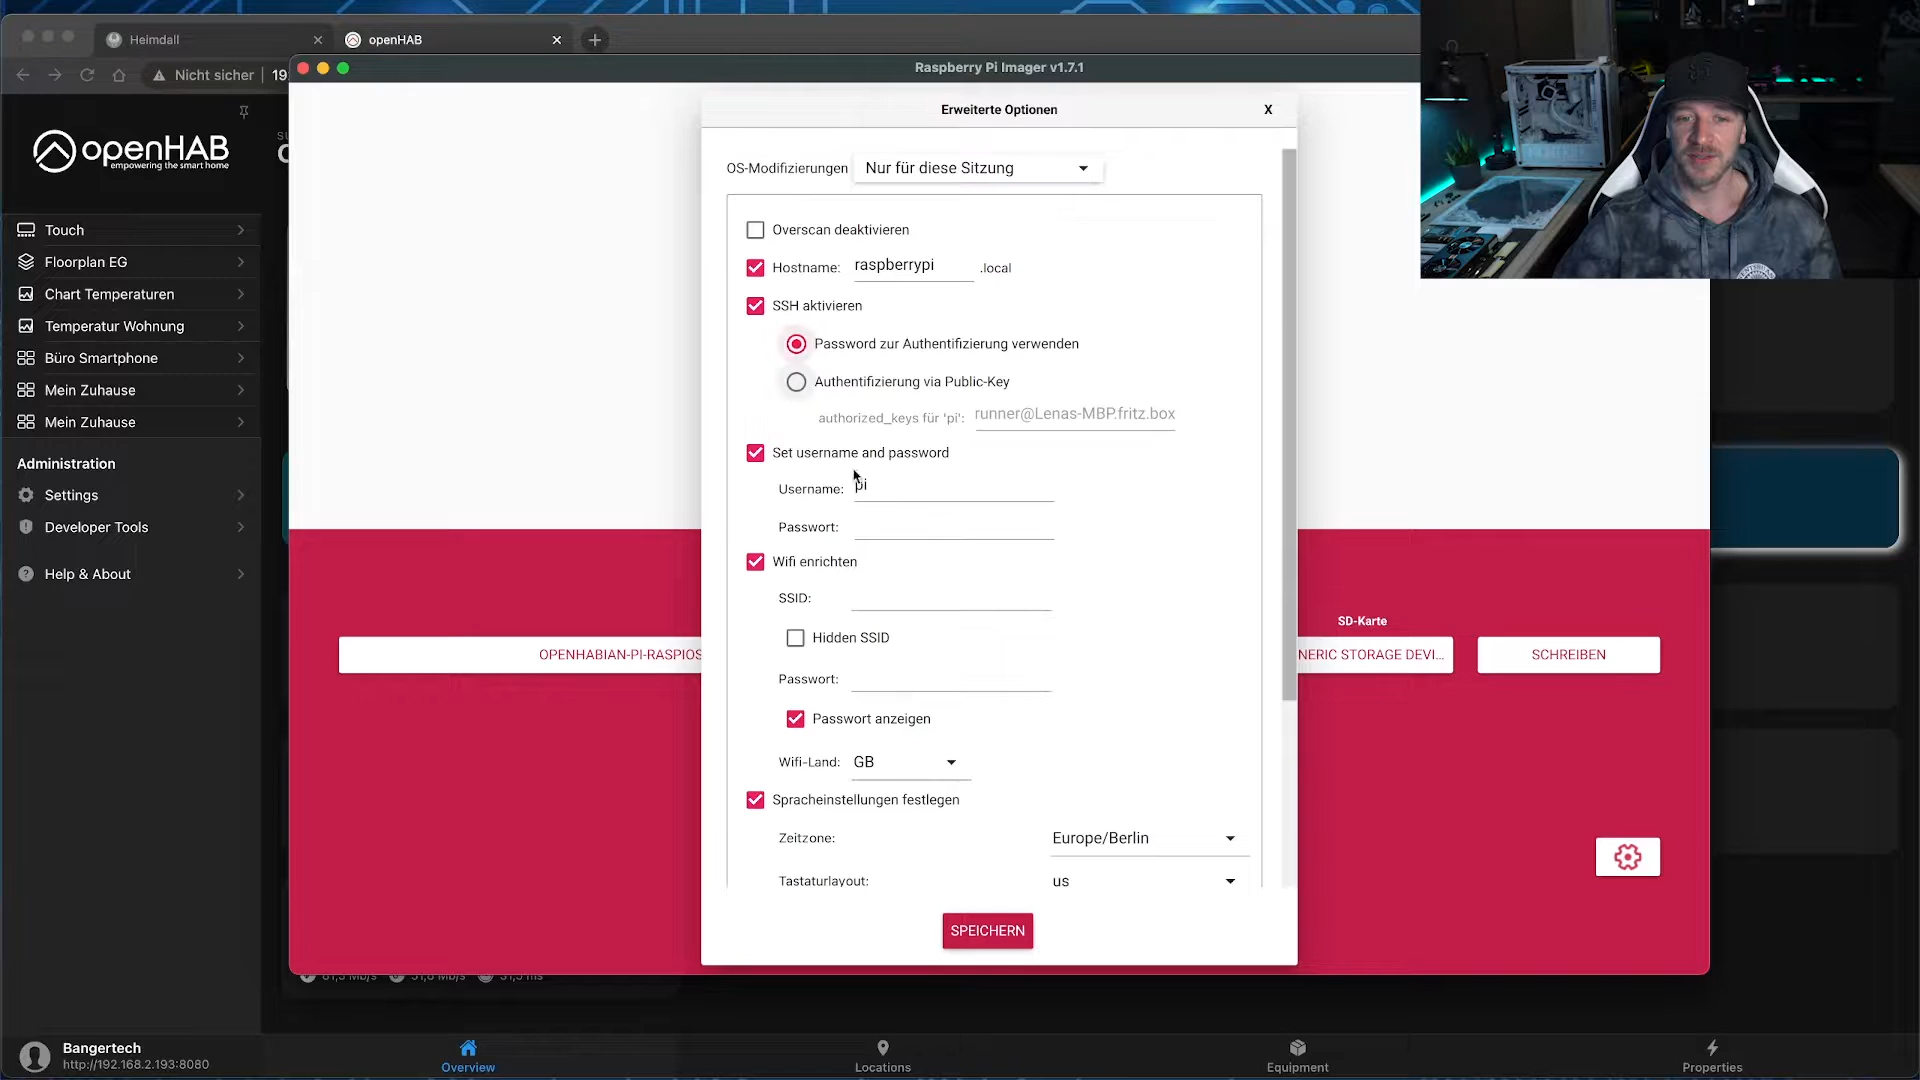 Heimdall
openHAB
Nicht sicher
19
Raspberry Pi Imager v1.7.1
openHAB
empowering the smart home
Touch
Floorplan EG
Chart Temperaturen
Temperatur Wohnung
Büro Smartphone
Mein Zuhause
Mein Zuhause
Administration
Settings
Developer Tools
Help & About
Bangertech
http://192.168.2.193:8080
Erweiterte Optionen
X
OS-Modifizierungen Nur für diese Sitzung
Overscan deaktivieren
Hostname: raspberrypi .local
SSH aktivieren
Password zur Authentifizierung verwenden
Authentifizierung via Public-Key
authorized_keys für 'pi': runner@Lenas-MBP.fritz.box
Set username and password
Username: pi
Passwort:
Wifi enrichten
SSID:
Hidden SSID
Passwort:
Passwort anzeigen
Wifi-Land: GB
Spracheinstellungen festlegen
Zeitzone: Europe/Berlin
Tastaturlayout: us
SPEICHERN
OPENHABIAN-PI-RASPIOS
SD-Karte
NERIC STORAGE DEVI...
SCHREIBEN
Overview
Locations
Equipment
Properties